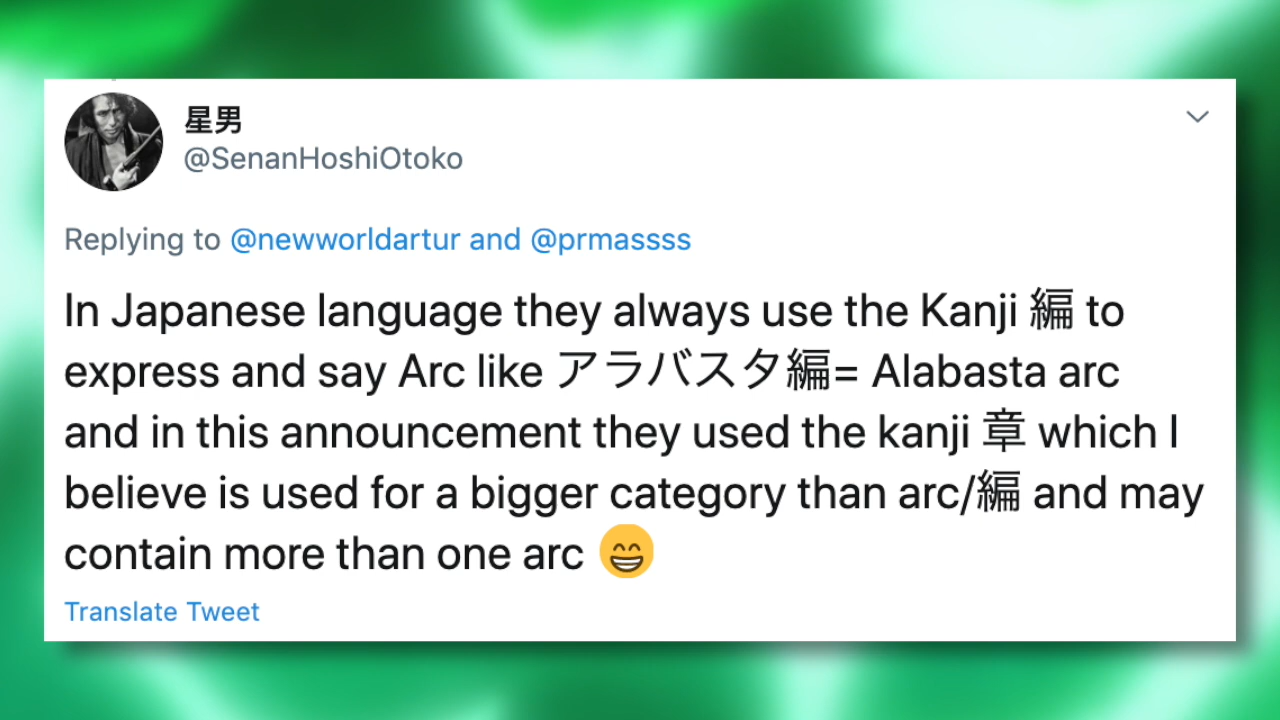 星男
@SenanHoshiOtoko
Replying to @newworldartur and @prmassss
In Japanese language they always use the Kanji 編 to
express and say Arc like アラバスタ編= Alabasta arc
and in this announcement they used the kanji 章 which I
believe is used for a bigger category than arc/編 and may
contain more than one arc 😁
Translate Tweet